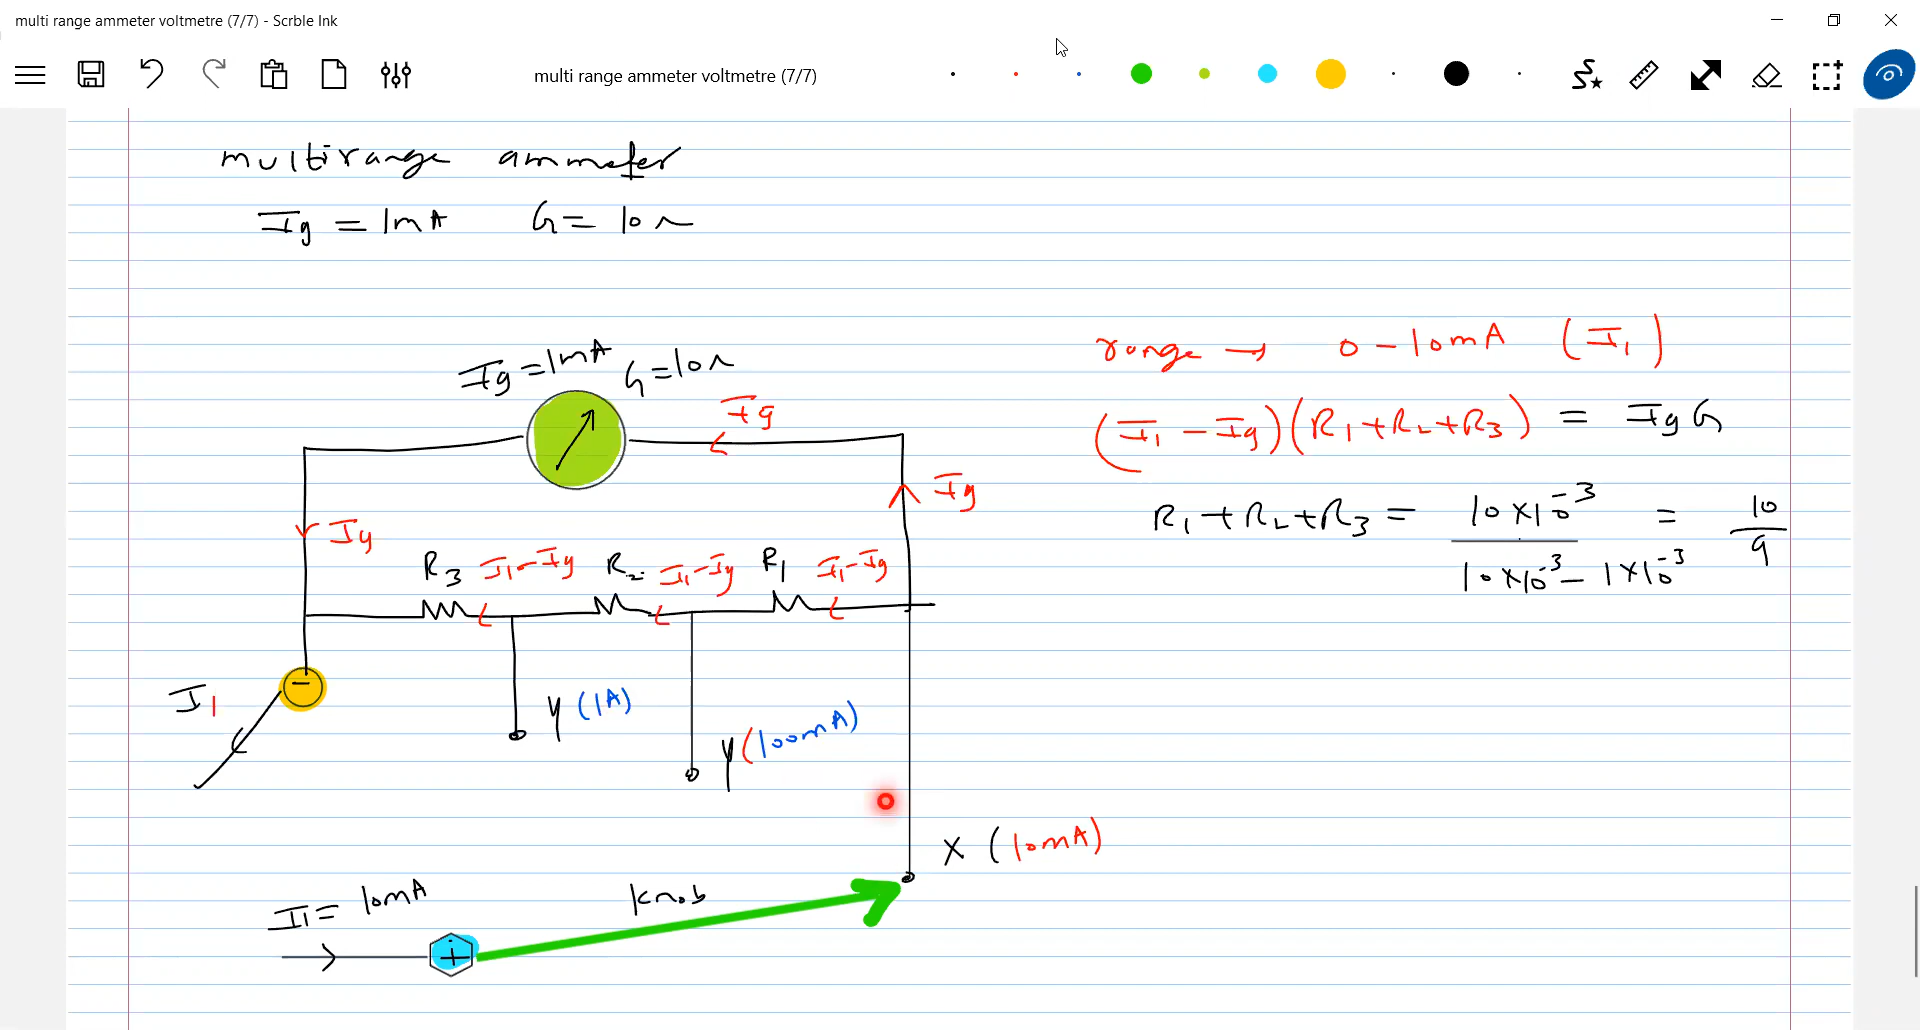 multi range ammeter voltmetre (7/7) - Scrble Ink
multi range ammeter voltmetre (7/7)
multirange ammeter
Ig = 1mA G = 10 Ω
Ig = 1mA G = 10Ω
Ig
Ig
Ig
R3 I1-Ig R2 I1-Ig R1 I1-Ig
-
I1
Y (1A)
Y (100mA)
X (10mA)
I1 = 10mA
knob
+
range → 0 - 10mA (I1)
(I1 - Ig)(R1+R2+R3) = Ig G
R1+R2+R3 = 10×10⁻³ / 10×10⁻³ - 1×10⁻³ = 10/9